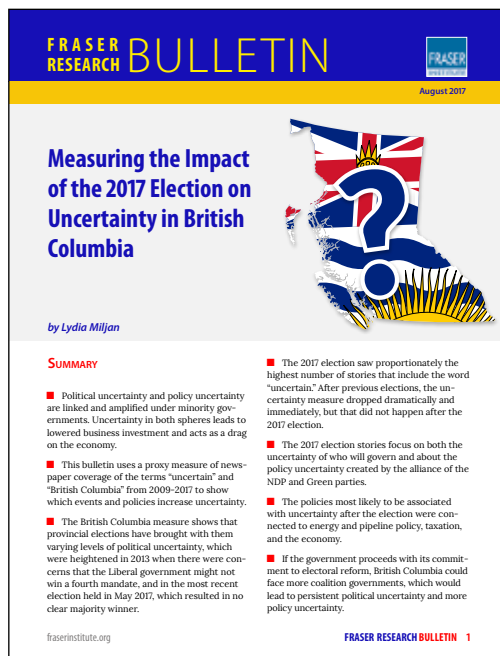 FRASER
RESEARCH BULLETIN
FRASER
INSTITUTE
August 2017
Measuring the Impact
of the 2017 Election on
Uncertainty in British
Columbia
?
by Lydia Miljan
SUMMARY
■ Political uncertainty and policy uncertainty
are linked and amplified under minority gov-
ernments. Uncertainty in both spheres leads to
lowered business investment and acts as a drag
on the economy.
■ This bulletin uses a proxy measure of news-
paper coverage of the terms “uncertain” and
“British Columbia” from 2009-2017 to show
which events and policies increase uncertainty.
■ The British Columbia measure shows that
provincial elections have brought with them
varying levels of political uncertainty, which
were heightened in 2013 when there were con-
cerns that the Liberal government might not
win a fourth mandate, and in the most recent
election held in May 2017, which resulted in no
clear majority winner.
■ The 2017 election saw proportionately the
highest number of stories that include the word
“uncertain.” After previous elections, the un-
certainty measure dropped dramatically and
immediately, but that did not happen after the
2017 election.
■ The 2017 election stories focus on both the
uncertainty of who will govern and about the
policy uncertainty created by the alliance of the
NDP and Green parties.
■ The policies most likely to be associated
with uncertainty after the election were con-
nected to energy and pipeline policy, taxation,
and the economy.
■ If the government proceeds with its commit-
ment to electoral reform, British Columbia could
face more coalition governments, which would
lead to persistent political uncertainty and more
policy uncertainty.
fraserinstitute.org
FRASER RESEARCH BULLETIN 1